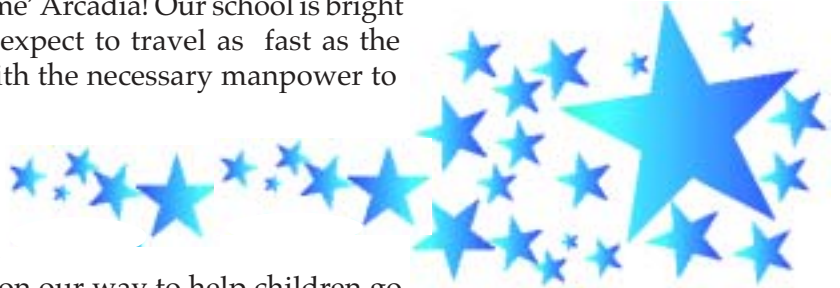 me’ Arcadia! Our school is bright
expect to travel as fast as the
ith the necessary manpower to
on our way to help children go